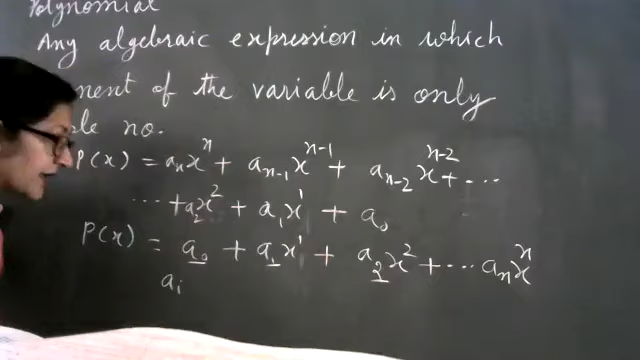 Polynomial
Any algebraic expression in which
nent of the variable is only
le no.
P(x) = aₙxⁿ + aₙ₋₁xⁿ⁻¹ + aₙ₋₂xⁿ⁻² + ...
... + a₂x² + a₁x¹ + a₀
P(x) = a₀ + a₁x¹ + a₂x² + ... aₙxⁿ
aᵢ